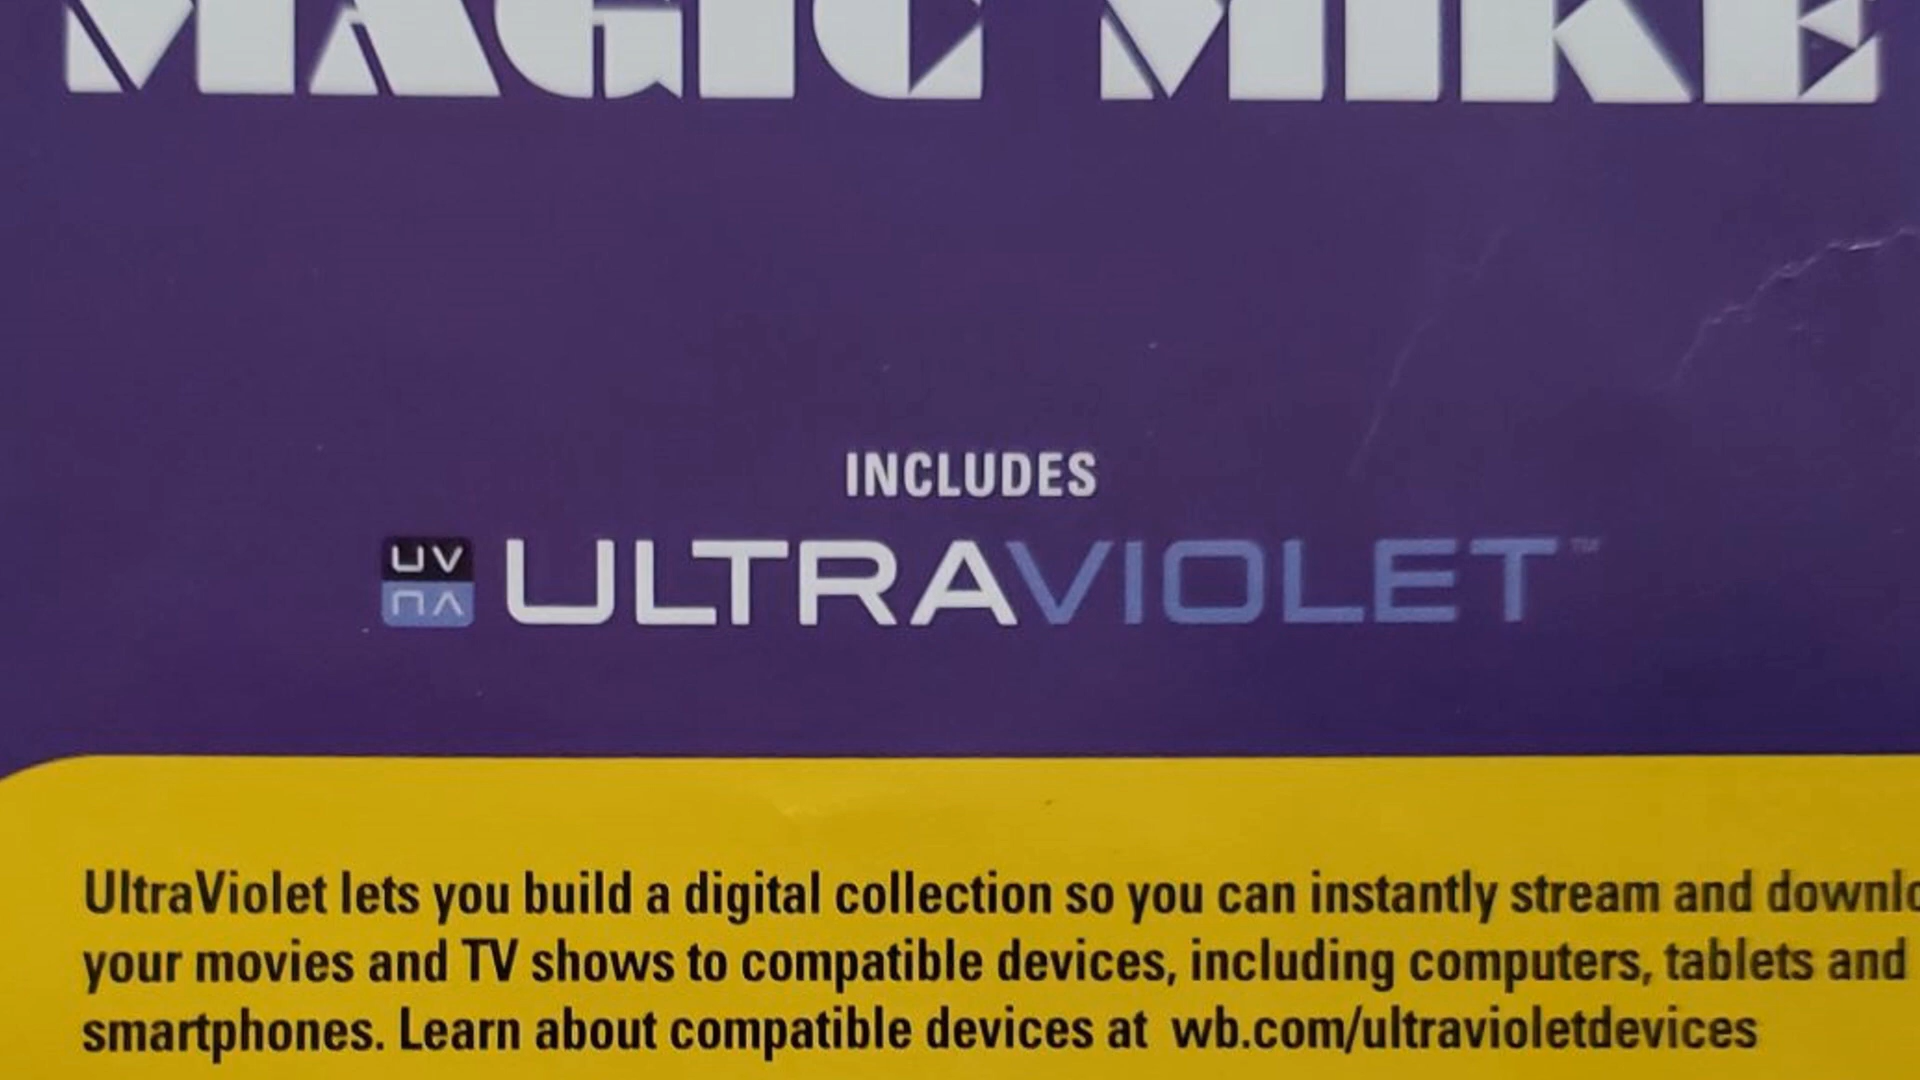 MAGIC MIKE
INCLUDES
UV
UV
ULTRAVIOLET™
UltraViolet lets you build a digital collection so you can instantly stream and downlo
your movies and TV shows to compatible devices, including computers, tablets and
smartphones. Learn about compatible devices at wb.com/ultravioletdevices